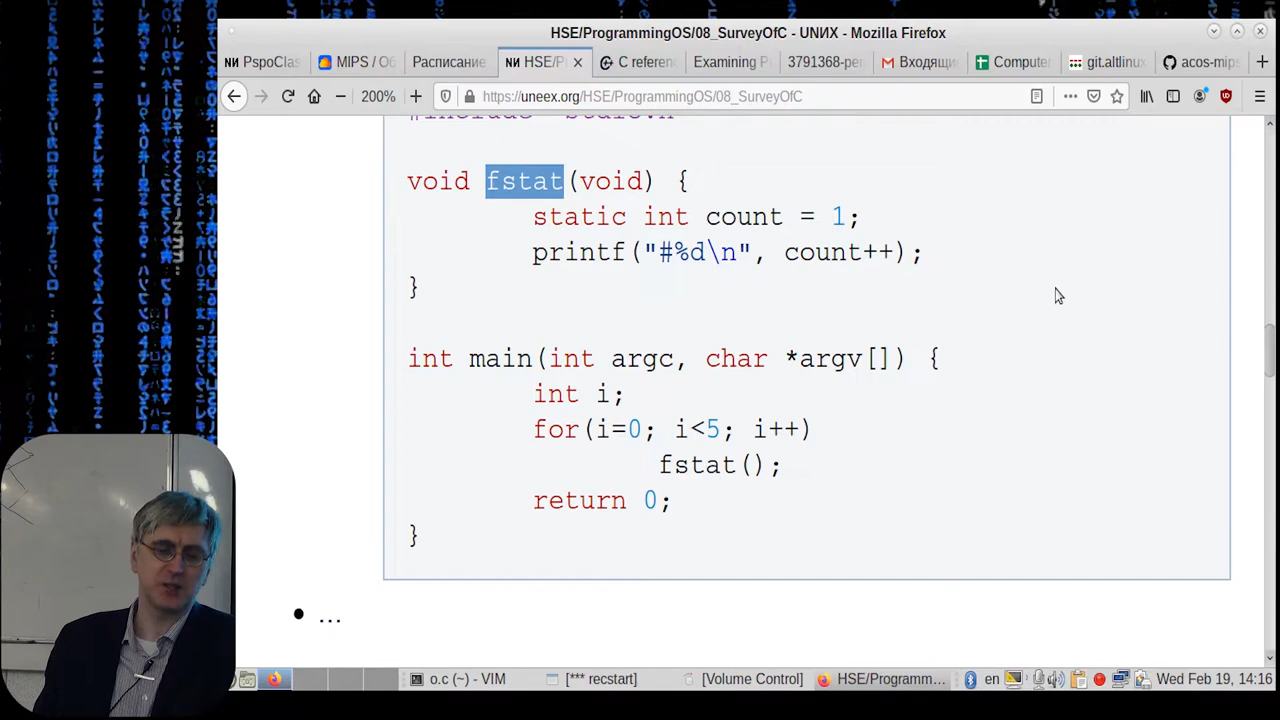 HSE/ProgrammingOS/08_SurveyOfC - UNИX - Mozilla Firefox
ИИ PspoClas
MIPS / Об
Расписание
ИИ HSE/P
C referen
Examining P
3791368-per
M Входящи
Computer
git.altlinux
acos-mips
200%
https://uneex.org/HSE/ProgrammingOS/08_SurveyOfC
void fstat(void) {
static int count = 1;
printf("#%d\n", count++);
}
int main(int argc, char *argv[]) {
int i;
for(i=0; i<5; i++)
fstat();
return 0;
}
• ...
o.c (~) - VIM
[*** recstart]
[Volume Control]
HSE/Programm...
en
Wed Feb 19, 14:16